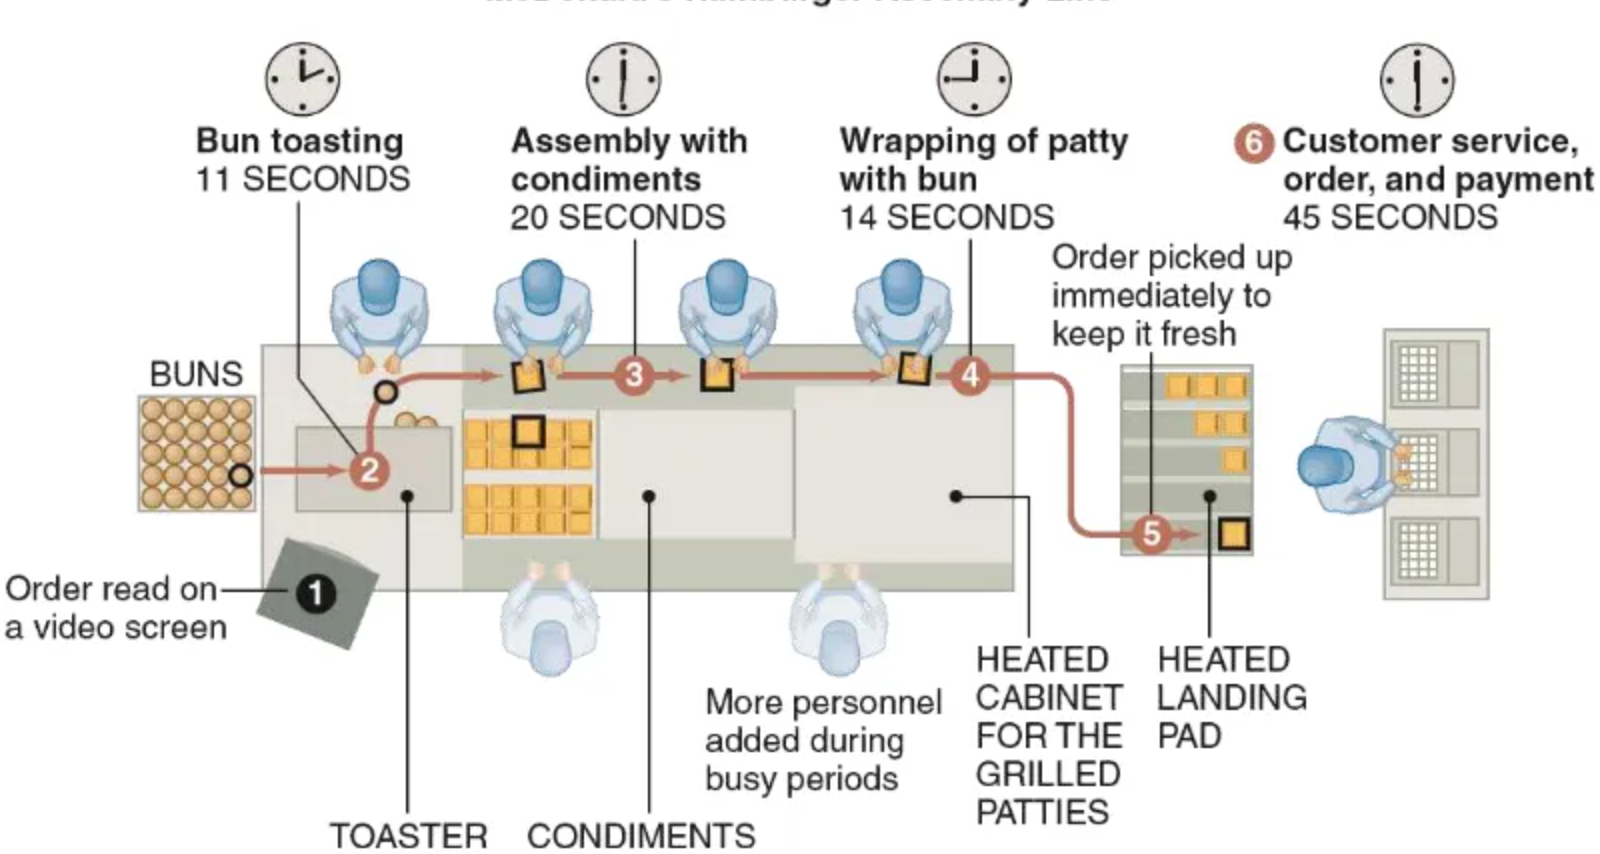 Bun toasting
11 SECONDS
Assembly with
condiments
20 SECONDS
Wrapping of patty
with bun
14 SECONDS
6 Customer service,
order, and payment
45 SECONDS
Order picked up
immediately to
keep it fresh
BUNS
3
4
2
5
1
Order read on
a video screen
More personnel
added during
busy periods
HEATED
CABINET
FOR THE
GRILLED
PATTIES
HEATED
LANDING
PAD
TOASTER
CONDIMENTS